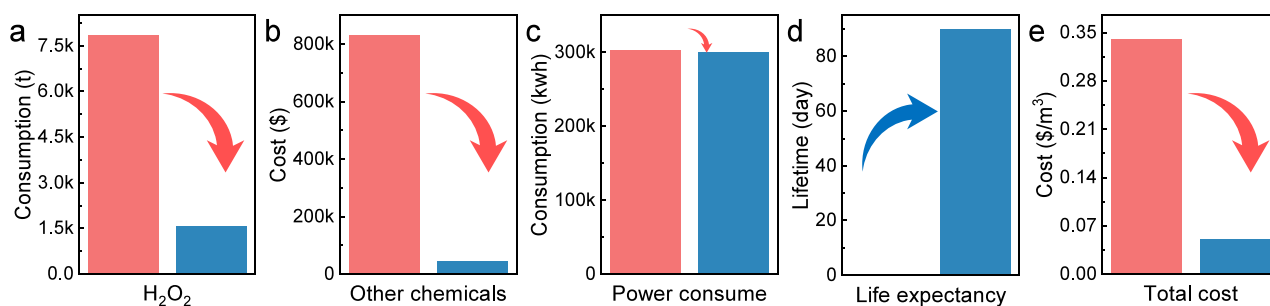 a
Consumption (t)
7.5k
6.0k
4.5k
3.0k
1.5k
0.0
H₂O₂
b
Cost ($)
800k
600k
400k
200k
0
Other chemicals
c
Consumption (kwh)
300k
200k
100k
0
Power consume
d
Lifetime (day)
80
60
40
20
0
Life expectancy
e
Cost ($/m³)
0.35
0.28
0.21
0.14
0.07
0.00
Total cost